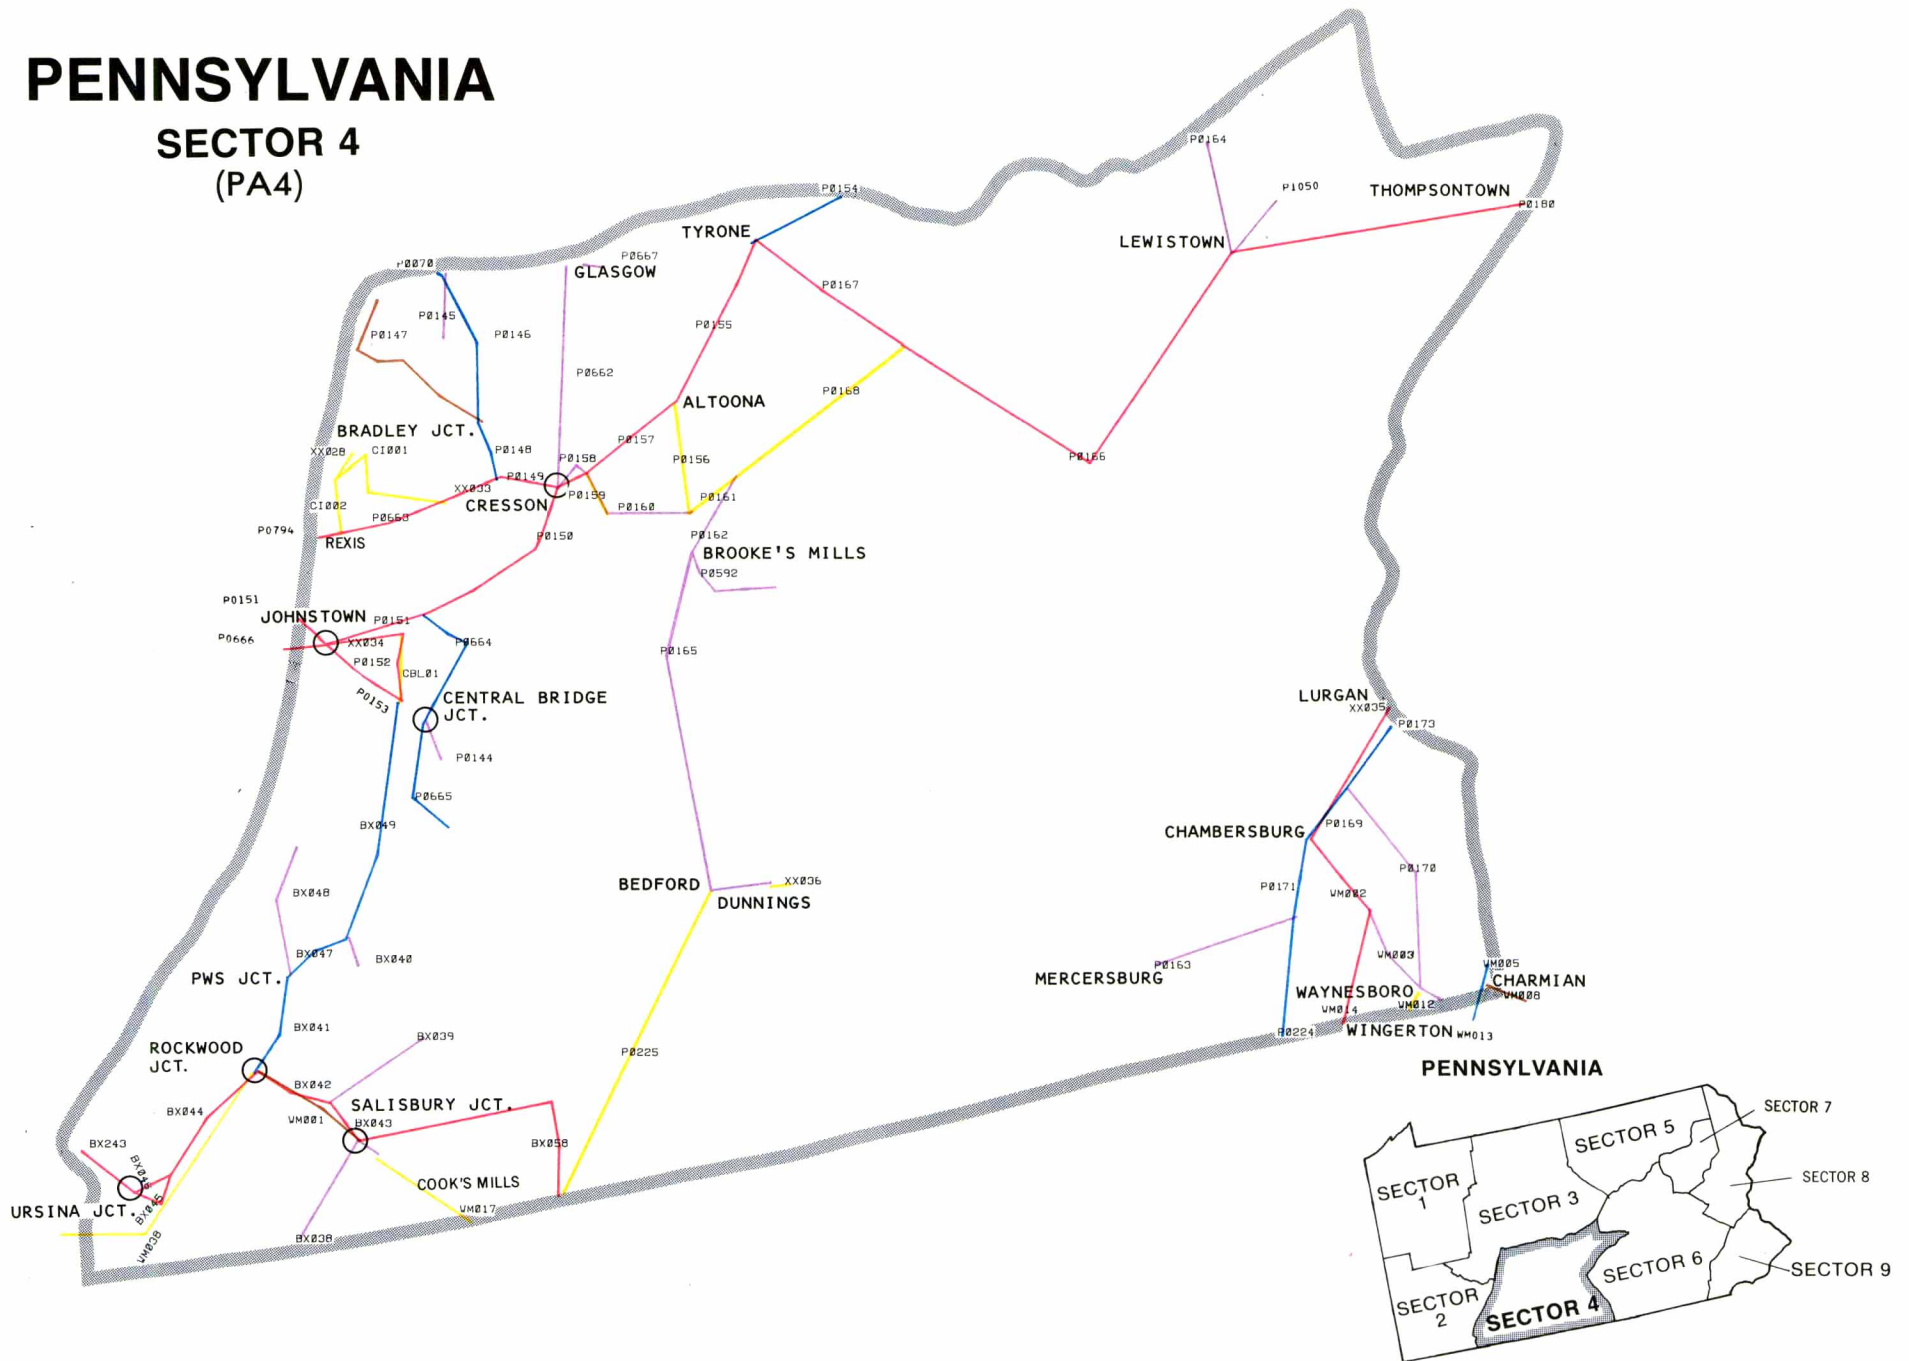 PENNSYLVANIA
SECTOR 4
(PA4)
P0164
P1050
THOMPSONTOWN
P0180
P0154
TYRONE
LEWISTOWN
P0667
GLASGOW
P0070
P0167
P0145
P0147
P0146
P0155
P0662
P0168
ALTOONA
BRADLEY JCT.
P0157
XX028
CI001
P0148
P0158
P0156
P0166
P0149
XX033
P0159
P0161
CRESSON
CI002
P0160
P0663
P0794
REXIS
P0150
P0162
BROOKE'S MILLS
P0592
P0151
JOHNSTOWN
P0151
P0666
XX034
P0664
P0152
P0165
CBL01
P0153
CENTRAL BRIDGE
JCT.
LURGAN
XX035
P0173
P0144
P0665
BX049
CHAMBERSBURG
P0169
P0170
BEDFORD
XX036
P0171
BX048
WM002
DUNNINGS
BX047
BX040
WM003
P0163
WM005
PWS JCT.
MERCERSBURG
CHARMIAN
WAYNESBORO
WM008
WM012
WM014
BX041
P0224
WINGERTON
WM013
BX039
ROCKWOOD
JCT.
P0225
PENNSYLVANIA
BX042
SALISBURY JCT.
BX044
WM001
BX043
SECTOR 7
BX243
BX058
SECTOR 5
BX046
COOK'S MILLS
SECTOR 8
SECTOR
1
BX045
URSINA JCT.
WM017
SECTOR 3
WM038
BX038
SECTOR 6
SECTOR 9
SECTOR
2
SECTOR 4